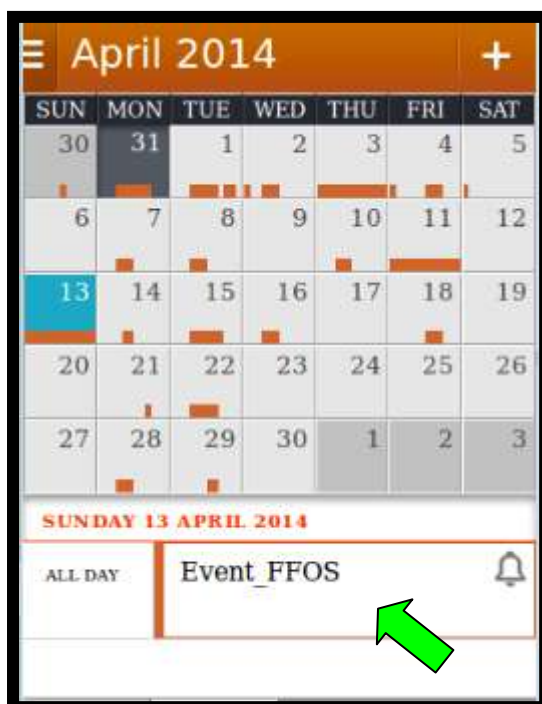 April 2014 +
SUN MON TUE WED THU FRI SAT
30 31 1 2 3 4 5
6 7 8 9 10 11 12
13 14 15 16 17 18 19
20 21 22 23 24 25 26
27 28 29 30 1 2 3
SUNDAY 13 APRIL 2014
ALL DAY Event_FFOS